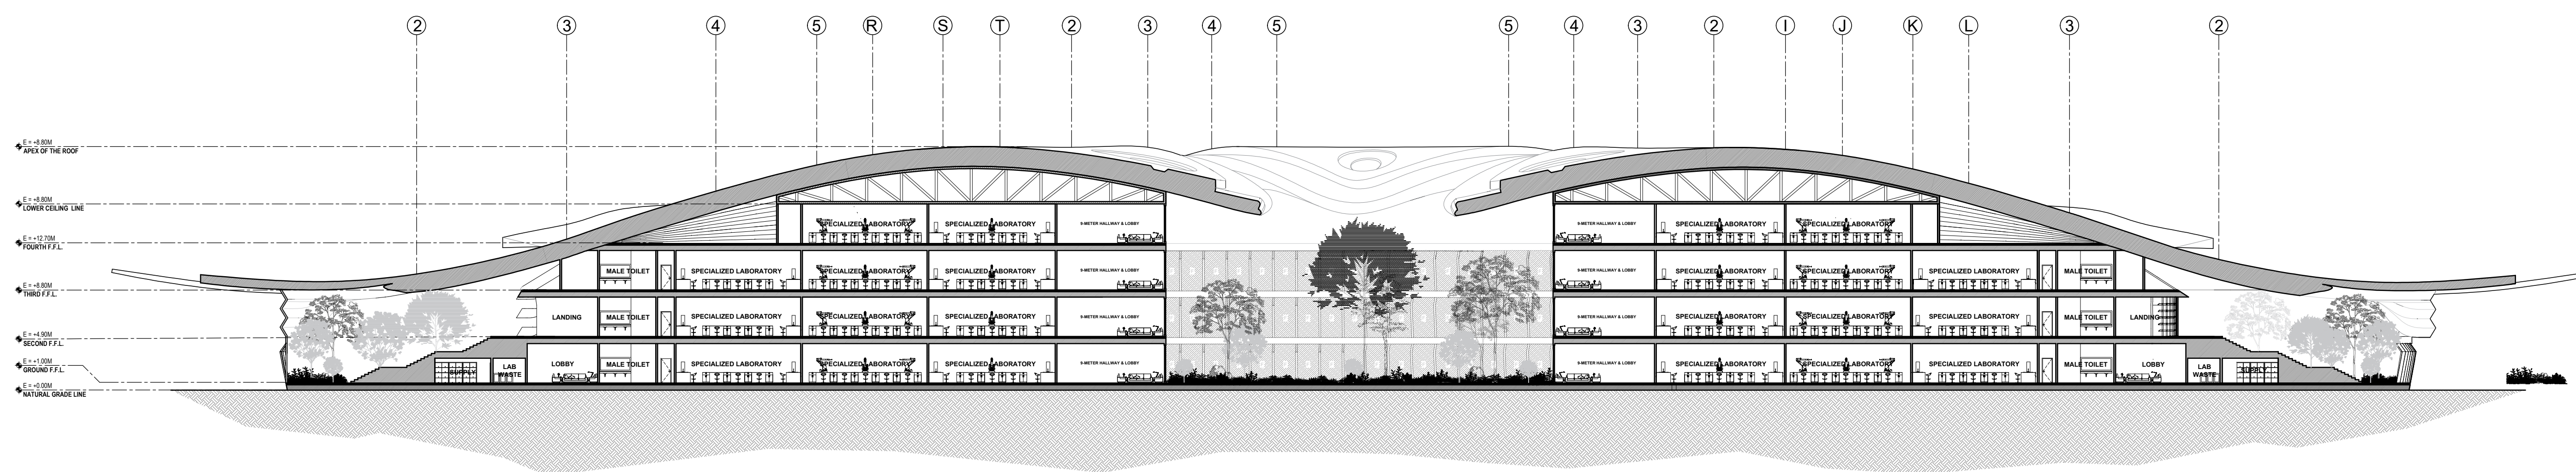 2 3 4 5 R S T 2 3 4 5 5 4 3 2 I J K L 3 2
E = +8.80M
APEX OF THE ROOF
E = +8.80M
LOWER CEILING LINE
SPECIALIZED LABORATORY SPECIALIZED LABORATORY 9-METER HALLWAY & LOBBY 9-METER HALLWAY & LOBBY SPECIALIZED LABORATORY SPECIALIZED LABORATORY
E = +12.70M
FOURTH F.F.L.
MALE TOILET SPECIALIZED LABORATORY SPECIALIZED LABORATORY SPECIALIZED LABORATORY 9-METER HALLWAY & LOBBY 9-METER HALLWAY & LOBBY SPECIALIZED LABORATORY SPECIALIZED LABORATORY SPECIALIZED LABORATORY MALE TOILET
E = +8.80M
THIRD F.F.L.
LANDING MALE TOILET SPECIALIZED LABORATORY SPECIALIZED LABORATORY SPECIALIZED LABORATORY 9-METER HALLWAY & LOBBY 9-METER HALLWAY & LOBBY SPECIALIZED LABORATORY SPECIALIZED LABORATORY SPECIALIZED LABORATORY MALE TOILET LANDING
E = +4.90M
SECOND F.F.L.
E = +1.00M
GROUND F.F.L.
SUPPLY LAB WASTE LOBBY MALE TOILET SPECIALIZED LABORATORY SPECIALIZED LABORATORY SPECIALIZED LABORATORY 9-METER HALLWAY & LOBBY 9-METER HALLWAY & LOBBY SPECIALIZED LABORATORY SPECIALIZED LABORATORY SPECIALIZED LABORATORY MALE TOILET LOBBY LAB WASTE SUPPLY
E = +0.00M
NATURAL GRADE LINE